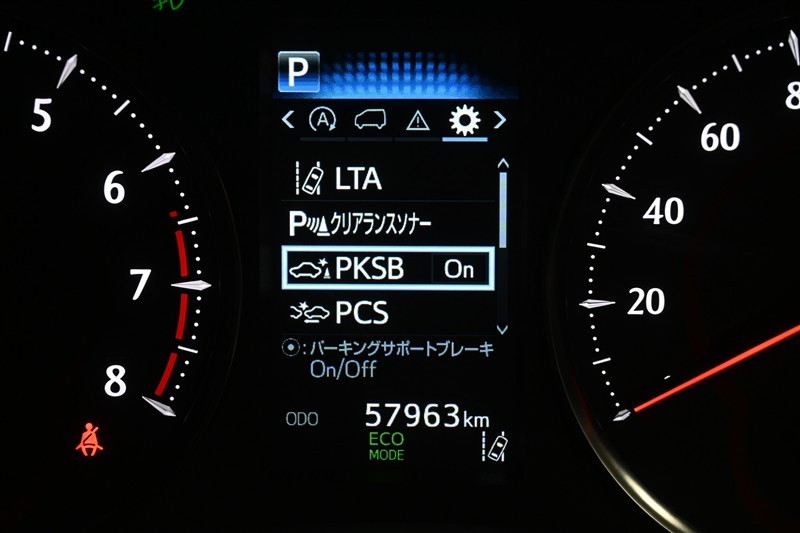 P
A
LTA
Pクリアランスソナー
PKSB On
PCS
:パーキングサポートブレーキ
On/Off
ODO 57963km
ECO
MODE
5
6
7
8
8
60
40
20